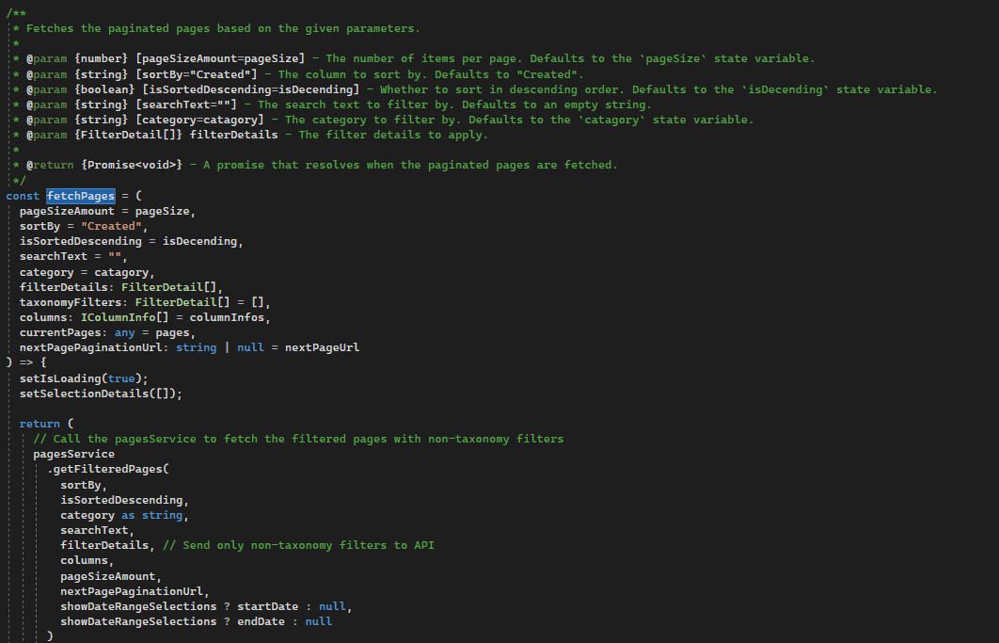 /**
 * Fetches the paginated pages based on the given parameters.
 *
 * @param {number} [pageSizeAmount=pageSize] - The number of items per page. Defaults to the `pageSize` state variable.
 * @param {string} [sortBy="Created"] - The column to sort by. Defaults to "Created".
 * @param {boolean} [isSortedDescending=isDecending] - Whether to sort in descending order. Defaults to the `isDecending` state variable.
 * @param {string} [searchText=""] - The search text to filter by. Defaults to an empty string.
 * @param {string} [category=catagory] - The category to filter by. Defaults to the `catagory` state variable.
 * @param {FilterDetail[]} filterDetails - The filter details to apply.
 *
 * @return {Promise<void>} - A promise that resolves when the paginated pages are fetched.
 */
const fetchPages = (
  pageSizeAmount = pageSize,
  sortBy = "Created",
  isSortedDescending = isDecending,
  searchText = "",
  category = catagory,
  filterDetails: FilterDetail[],
  taxonomyFilters: FilterDetail[] = [],
  columns: IColumnInfo[] = columnInfos,
  currentPages: any = pages,
  nextPagePaginationUrl: string | null = nextPageUrl
) => {
  setIsLoading(true);
  setSelectionDetails([]);

  return (
    // Call the pagesService to fetch the filtered pages with non-taxonomy filters
    pagesService
      .getFilteredPages(
        sortBy,
        isSortedDescending,
        category as string,
        searchText,
        filterDetails, // Send only non-taxonomy filters to API
        columns,
        pageSizeAmount,
        nextPagePaginationUrl,
        showDateRangeSelections ? startDate : null,
        showDateRangeSelections ? endDate : null
      )